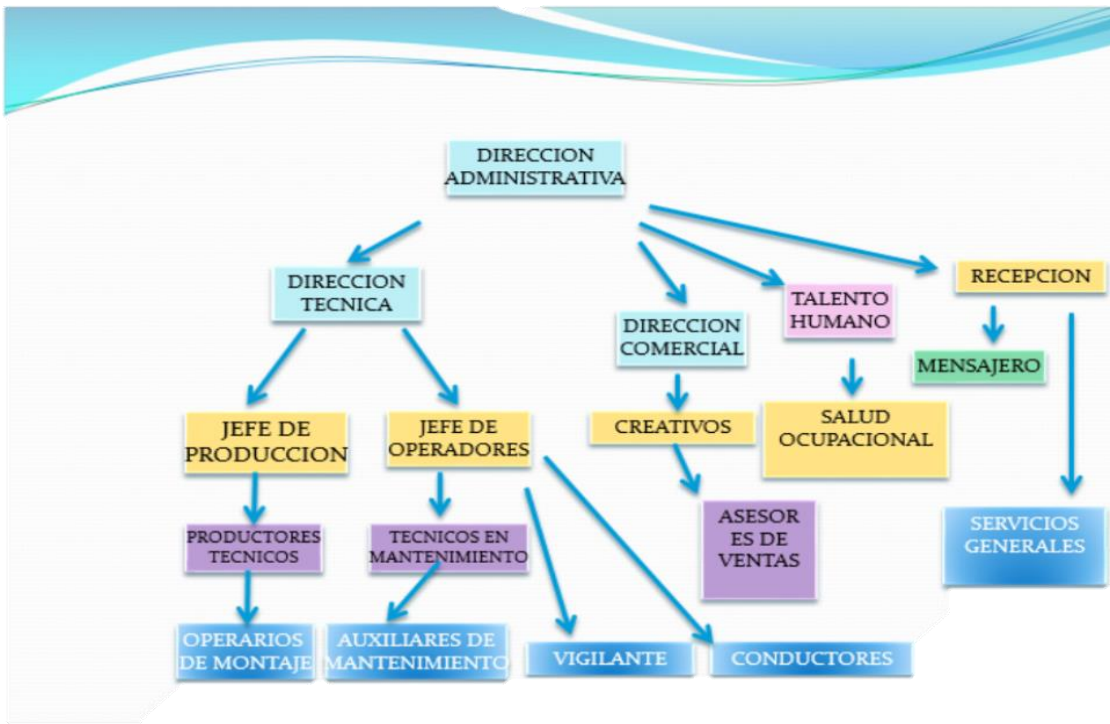 DIRECCION
ADMINISTRATIVA
DIRECCION
TECNICA
DIRECCION
COMERCIAL
TALENTO
HUMANO
RECEPCION
MENSAJERO
JEFE DE
PRODUCCION
JEFE DE
OPERADORES
CREATIVOS
SALUD
OCUPACIONAL
PRODUCTORES
TECNICOS
TECNICOS EN
MANTENIMIENTO
ASESOR
ES DE
VENTAS
SERVICIOS
GENERALES
OPERARIOS
DE MONTAJE
AUXILIARES DE
MANTENIMIENTO
VIGILANTE
CONDUCTORES